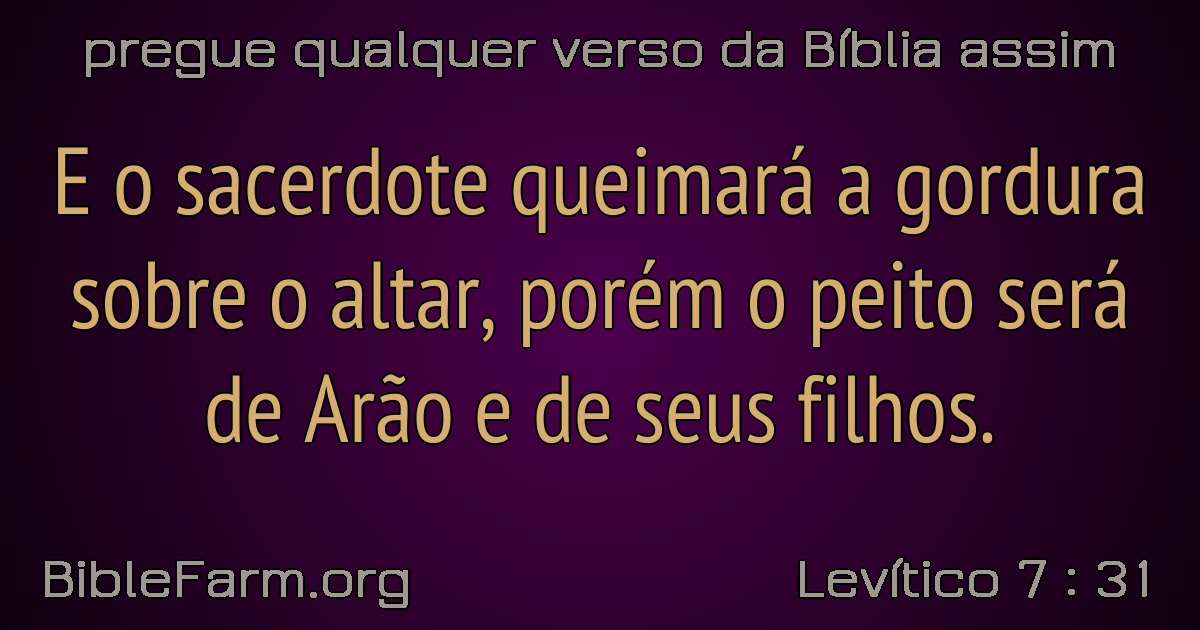 pregue qualquer verso da Bíblia assim
E o sacerdote queimará a gordura
sobre o altar, porém o peito será
de Arão e de seus filhos.
BibleFarm.org
Levítico 7 : 31